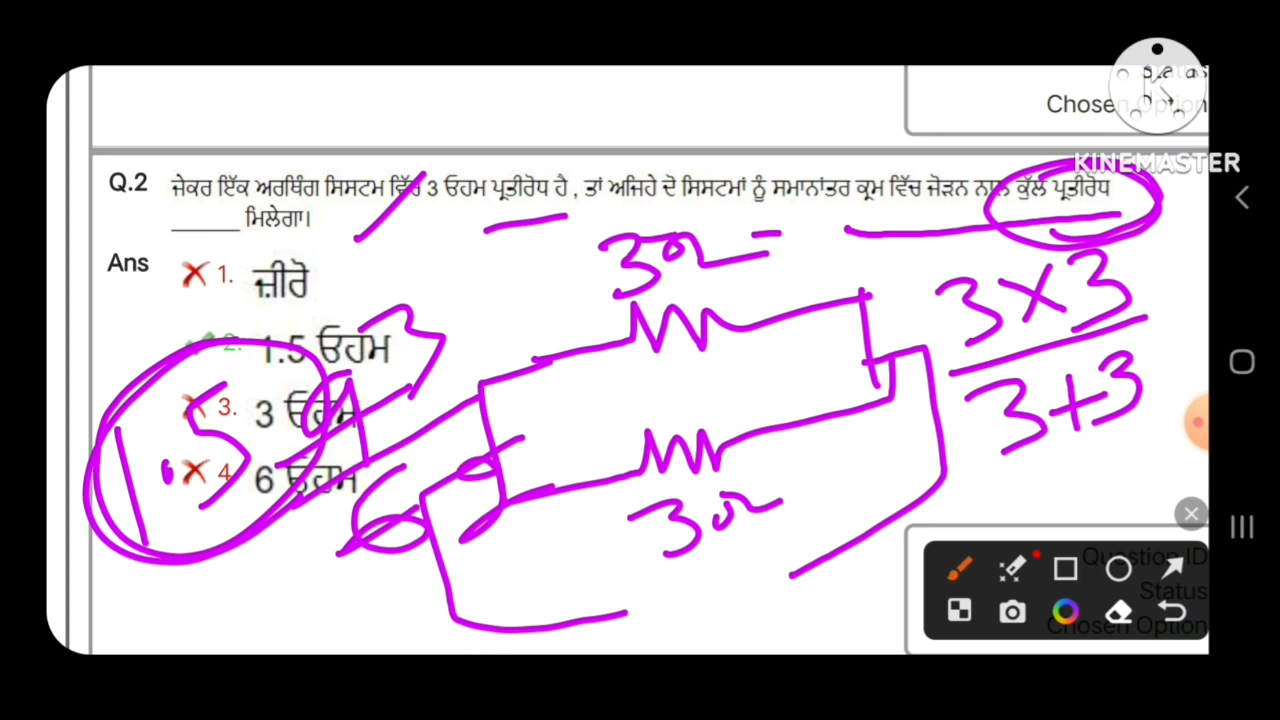 Status
Chosen Option
KINEMASTER
Q.2 ਜੇਕਰ ਇੱਕ ਅਰਥਿੰਗ ਸਿਸਟਮ ਵਿੱਚ 3 ਓਹਮ ਪ੍ਰਤੀਰੋਧ ਹੈ , ਤਾਂ ਅਜਿਹੇ ਦੋ ਸਿਸਟਮਾਂ ਨੂੰ ਸਮਾਨਾਂਤਰ ਕ੍ਰਮ ਵਿੱਚ ਜੋੜਨ ਨਾਲ ਕੁੱਲ ਪ੍ਰਤੀਰੋਧ
______ ਮਿਲੇਗਾ।
Ans 1. ਜ਼ੀਰੋ
2. 1.5 ਓਹਮ
3. 3 ਓਹਮ
4. 6 ਓਹਮ
3Ω
3Ω
3×3
3+3
1.5
Question ID
Status
Chosen Option